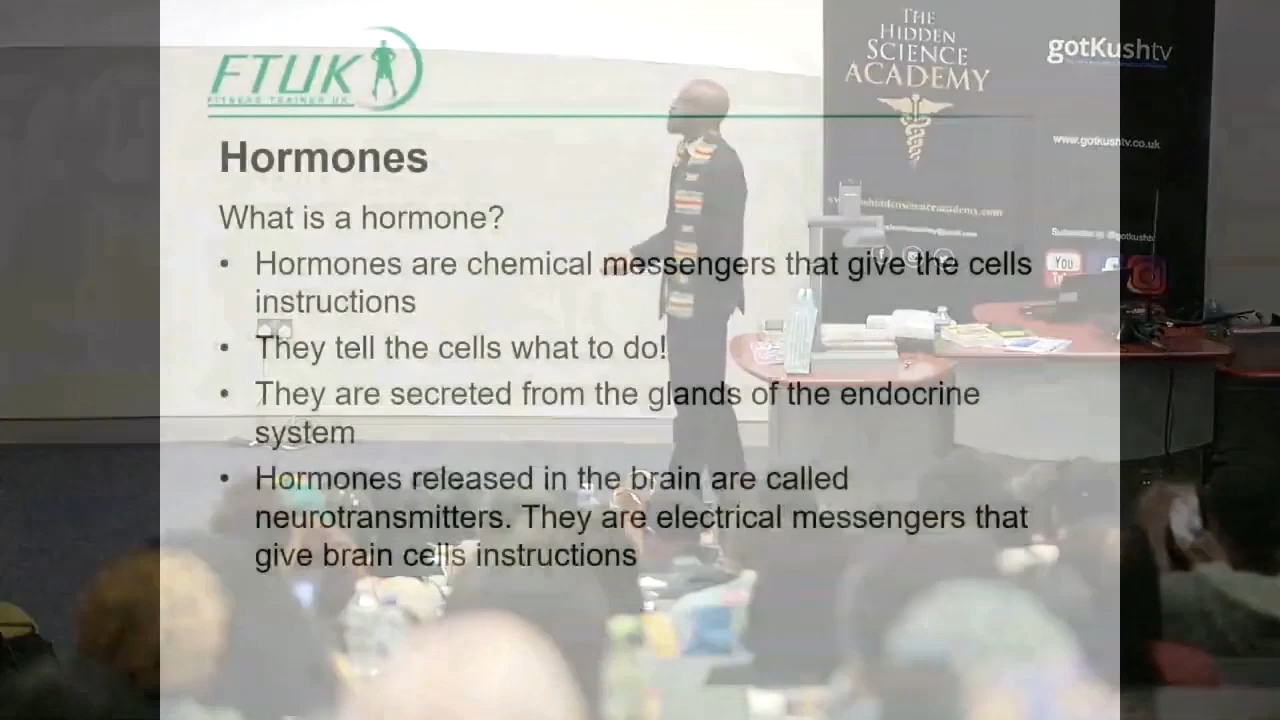 FTUK
FITNESS TRAINER UK
Hormones
What is a hormone?
• Hormones are chemical messengers that give the cells
instructions
• They tell the cells what to do!
• They are secreted from the glands of the endocrine
system
• Hormones released in the brain are called
neurotransmitters. They are electrical messengers that
give brain cells instructions
THE
HIDDEN
SCIENCE
ACADEMY
gotKushtv
www.gotkushtv.co.uk
You